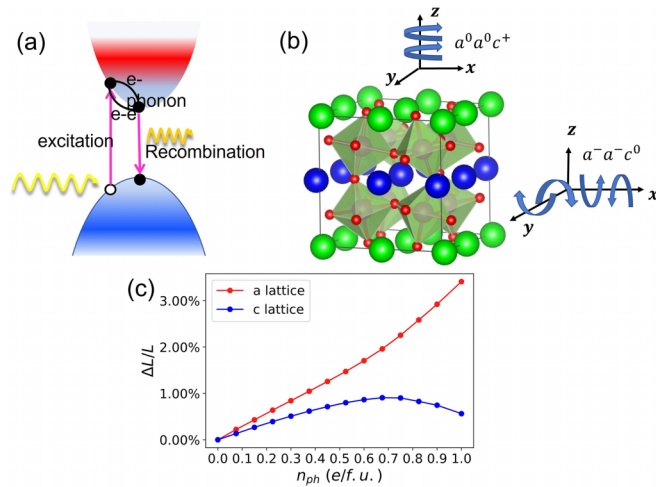 (a)
e-
phonon
e-e
excitation
Recombination
(b)
z
a⁰a⁰c⁺
y
x
z
a⁻a⁻c⁰
x
y
(c)
a lattice
c lattice
ΔL/L
3.00%
2.00%
1.00%
0.00%
0.0 0.1 0.2 0.3 0.4 0.5 0.6 0.7 0.8 0.9 1.0
n_ph (e/f.u.)